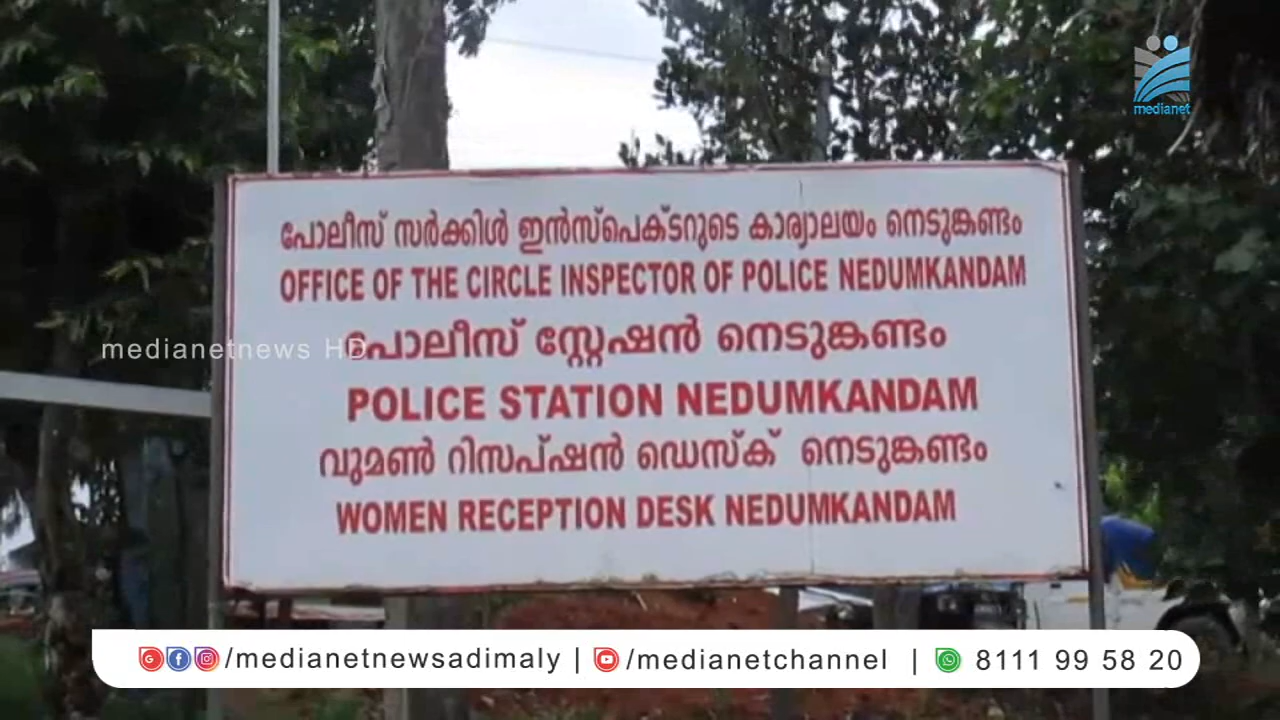 medianet
പോലീസ് സർക്കിൾ ഇൻസ്പെക്ടറുടെ കാര്യാലയം നെടുങ്കണ്ടം
OFFICE OF THE CIRCLE INSPECTOR OF POLICE NEDUMKANDAM
പോലീസ് സ്റ്റേഷൻ നെടുങ്കണ്ടം
medianetnews HD
POLICE STATION NEDUMKANDAM
വുമൺ റിസപ്ഷൻ ഡെസ്ക് നെടുങ്കണ്ടം
WOMEN RECEPTION DESK NEDUMKANDAM
/medianetnewsadimaly | /medianetchannel | 8111 99 58 20